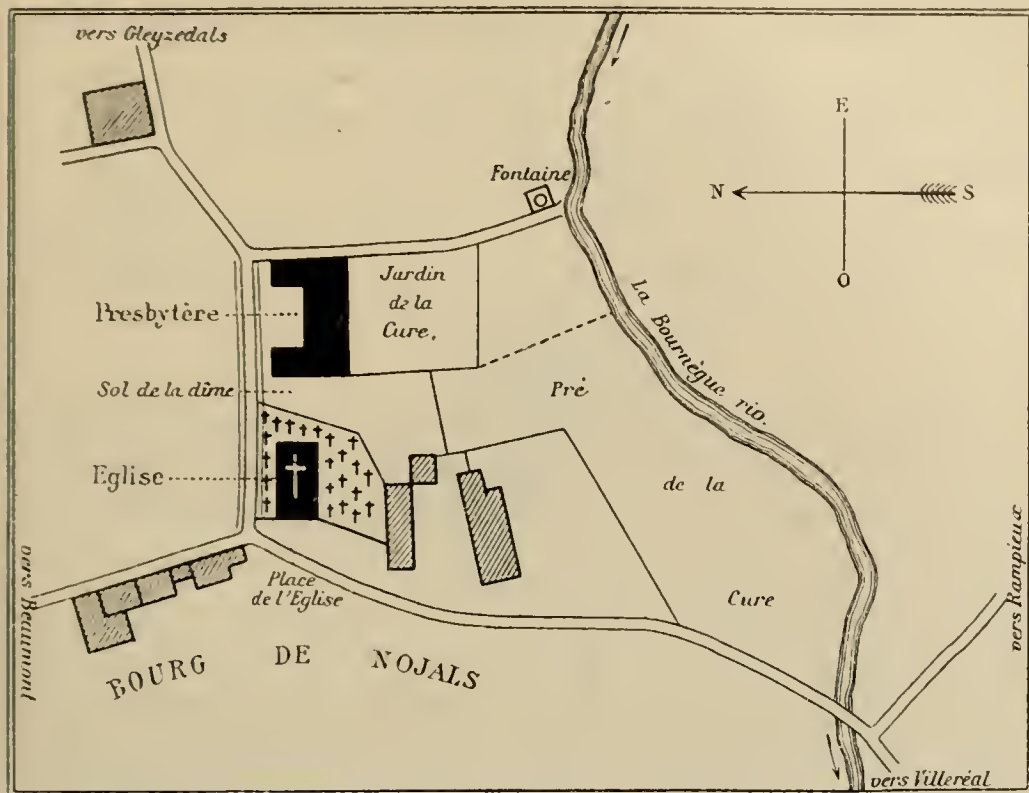 vers Gleyzedals
E
N
S
O
Fontaine
Jardin
de la
Cure,
Presbytère
La Bournègue rio.
Sol de la dîme
Pré
Eglise
de la
vers Rampieux
vers Beaumont
Place
de l'Eglise
Cure
BOURG DE NOJALS
vers Villeréal